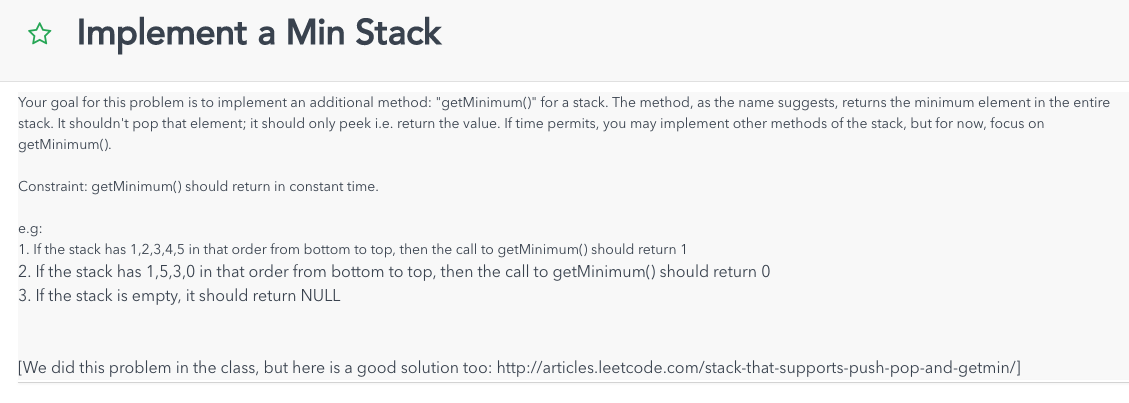 Implement a Min Stack
Your goal for this problem is to implement an additional method: "getMinimum()" for a stack. The method, as the name suggests, returns the minimum element in the entire
stack. It shouldn't pop that element; it should only peek i.e. return the value. If time permits, you may implement other methods of the stack, but for now, focus on
getMinimum().
Constraint: getMinimum() should return in constant time.
e.g:
1. If the stack has 1,2,3,4,5 in that order from bottom to top, then the call to getMinimum() should return 1
2. If the stack has 1,5,3,0 in that order from bottom to top, then the call to getMinimum() should return 0
3. If the stack is empty, it should return NULL
[We did this problem in the class, but here is a good solution too: http://articles.leetcode.com/stack-that-supports-push-pop-and-getmin/]